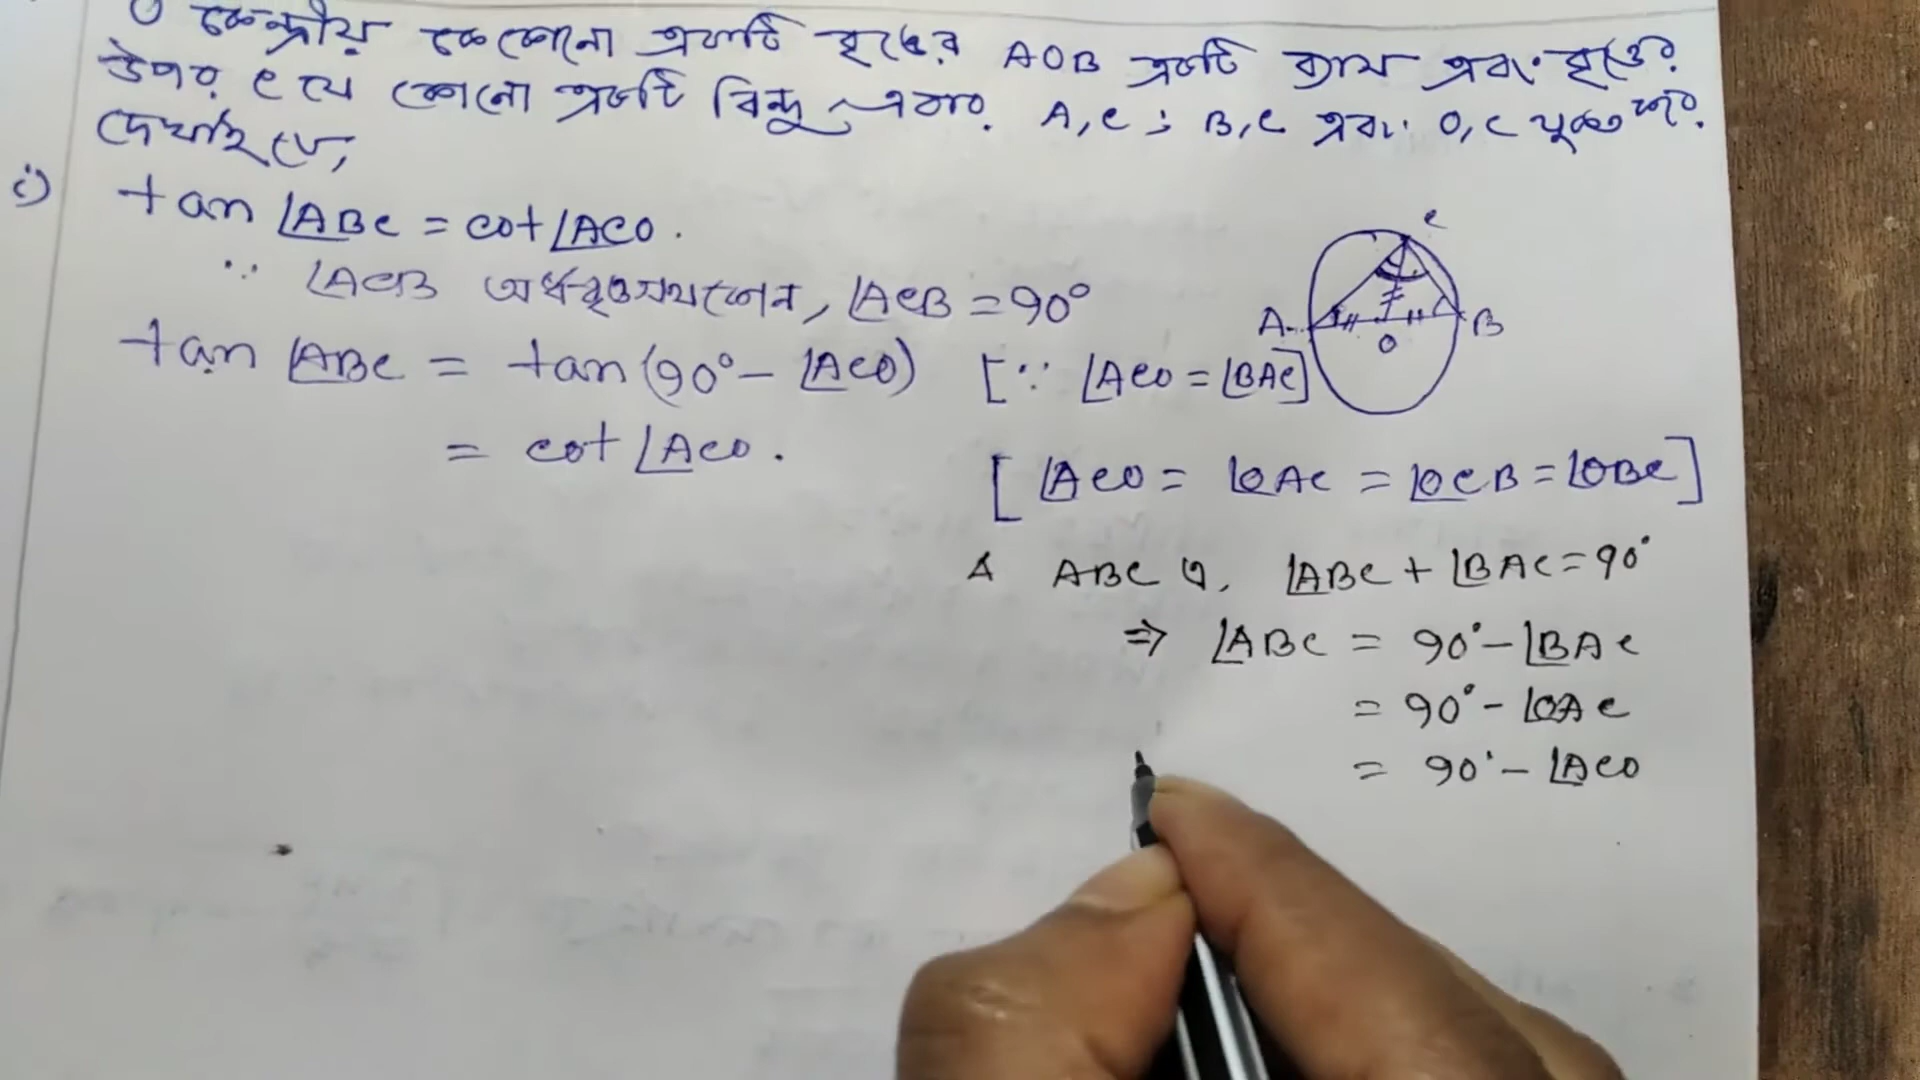 O কেন্দ্রীয় যেকোনো একটি বৃত্তের AOB একটি ব্যাস এবং বৃত্তের
উপর C যে কোনো একটি বিন্দু এবার A,C ; B,C এবং O,C যুক্ত করে
দেখাই যে,
i) tan ∠ABC = cot ∠ACO.
∵ ∠ACB অর্ধবৃত্তস্থ কোন, ∠ACB = 90°
tan ∠ABC = tan(90° - ∠ACO) [∵ ∠ACO = ∠BAC]
= cot ∠ACO.
[∠ACO = ∠OAC = ∠OCB = ∠OBC]
Δ ABC এ, ∠ABC + ∠BAC = 90°
⇒ ∠ABC = 90° - ∠BAC
= 90° - ∠OAC
= 90° - ∠ACO
C
A
B
O